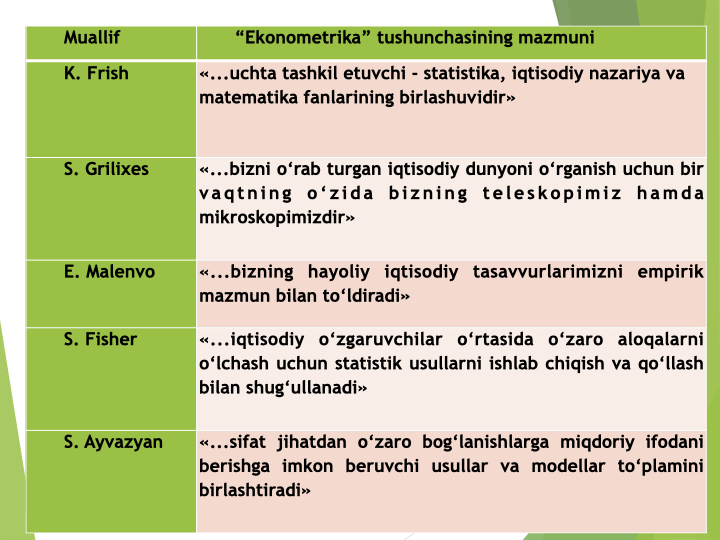 Muallif
“Ekonometrika” tushunchasining mazmuni
K. Frish
«...uchta tashkil etuvchi - statistika, iqtisodiy nazariya va
matematika fanlarining birlashuvidir»
S. Grilixes
«...bizni o‘rab turgan iqtisodiy dunyoni o‘rganish uchun bir
vaqtning o‘zida bizning teleskopimiz hamda
mikroskopimizdir»
E. Malenvo
«...bizning hayoliy iqtisodiy tasavvurlarimizni empirik
mazmun bilan to‘ldiradi»
S. Fisher
«...iqtisodiy o‘zgaruvchilar o‘rtasida o‘zaro aloqalarni
o‘lchash uchun statistik usullarni ishlab chiqish va qo‘llash
bilan shug‘ullanadi»
S. Ayvazyan
«...sifat jihatdan o‘zaro bog‘lanishlarga miqdoriy ifodani
berishga imkon beruvchi usullar va modellar to‘plamini
birlashtiradi»